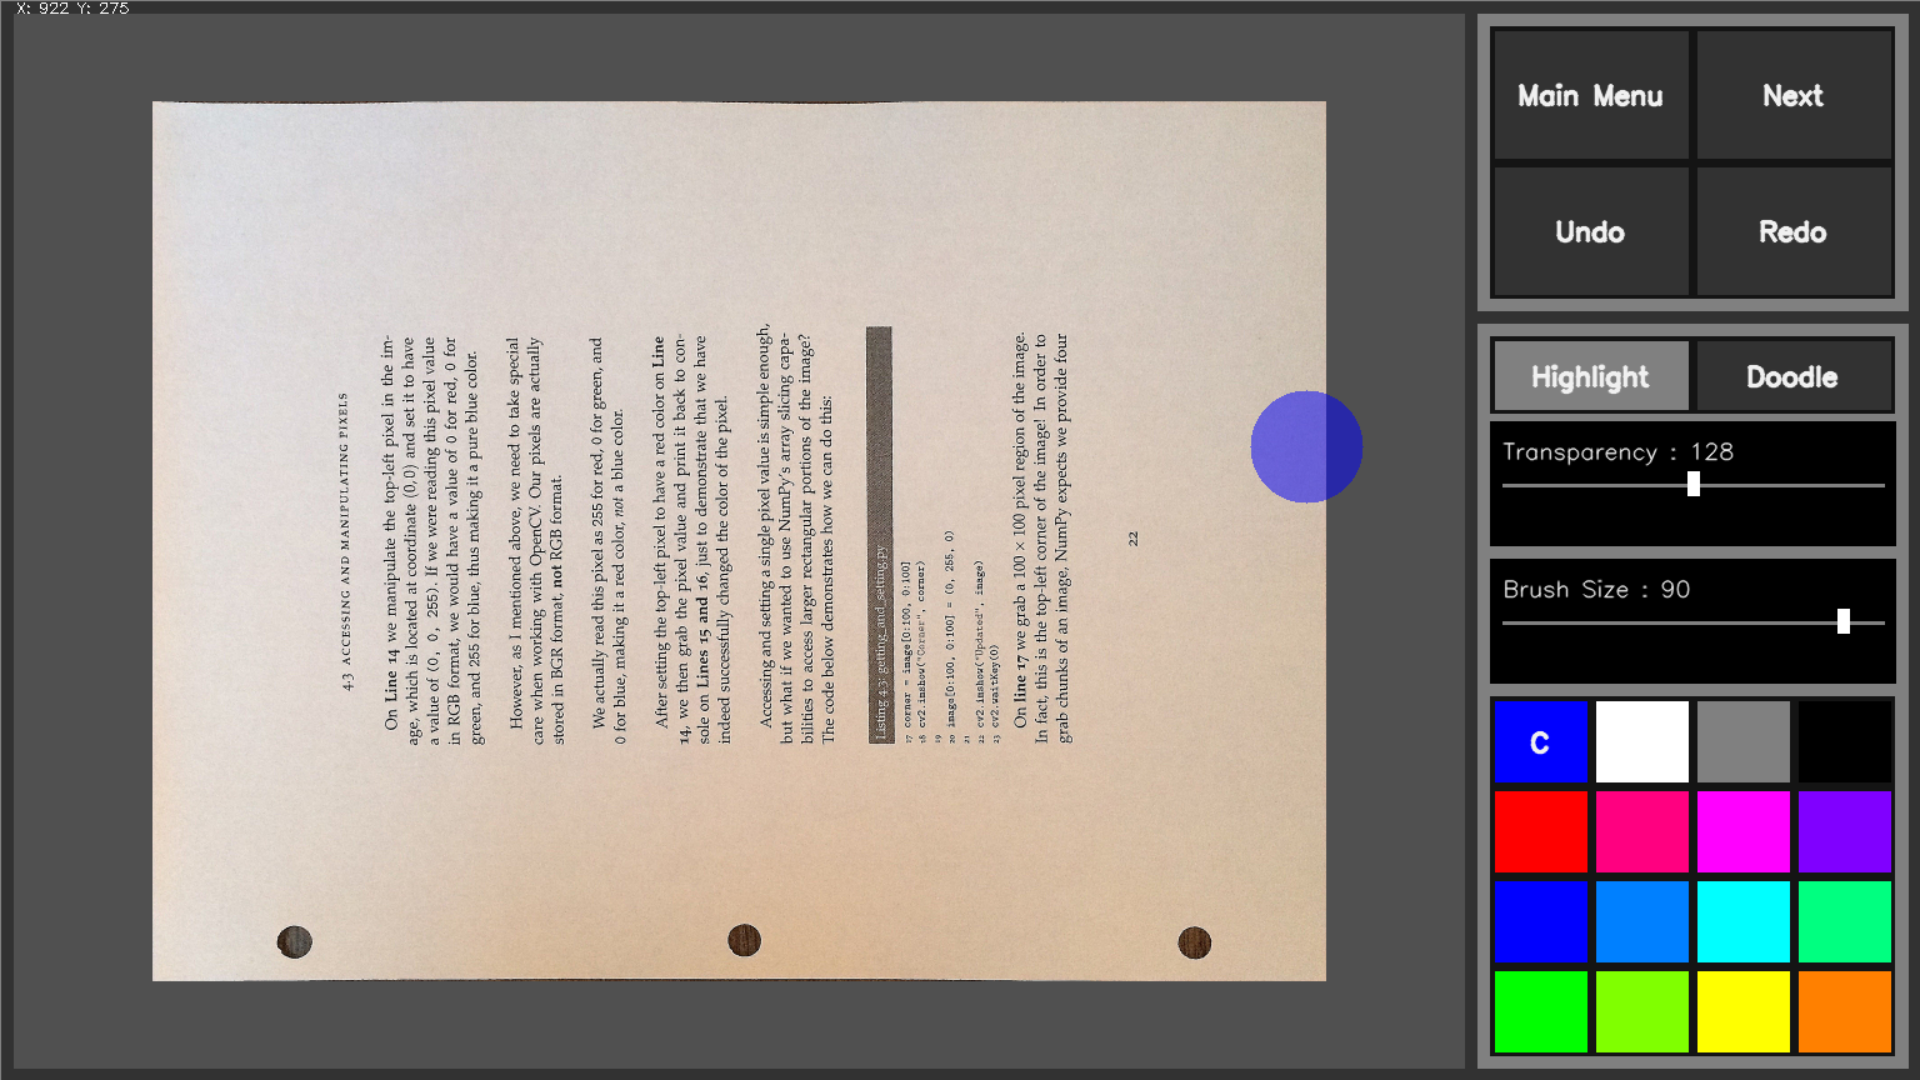 X: 922 Y: 275
4.3 ACCESSING AND MANIPULATING PIXELS
On Line 14 we manipulate the top-left pixel in the im-
age, which is located at coordinate (0,0) and set it to have
a value of (0, 0, 255). If we were reading this pixel value
in RGB format, we would have a value of 0 for red, 0 for
green, and 255 for blue, thus making it a pure blue color.
However, as I mentioned above, we need to take special
care when working with OpenCV. Our pixels are actually
stored in BGR format, not RGB format.
We actually read this pixel as 255 for red, 0 for green, and
0 for blue, making it a red color, not a blue color.
After setting the top-left pixel to have a red color on Line
14, we then grab the pixel value and print it back to con-
sole on Lines 15 and 16, just to demonstrate that we have
indeed successfully changed the color of the pixel.
Accessing and setting a single pixel value is simple enough,
but what if we wanted to use NumPy's array slicing capa-
bilities to access larger rectangular portions of the image?
The code below demonstrates how we can do this:
Listing 4.3: getting_and_setting.py
17 corner = image[0:100, 0:100]
18 cv2.imshow("Corner", corner)
19
20 image[0:100, 0:100] = (0, 255, 0)
21
22 cv2.imshow("Updated", image)
23 cv2.waitKey(0)
On line 17 we grab a 100 × 100 pixel region of the image.
In fact, this is the top-left corner of the image! In order to
grab chunks of an image, NumPy expects we provide four
22
Main Menu
Next
Undo
Redo
Highlight
Doodle
Transparency : 128
Brush Size : 90
C